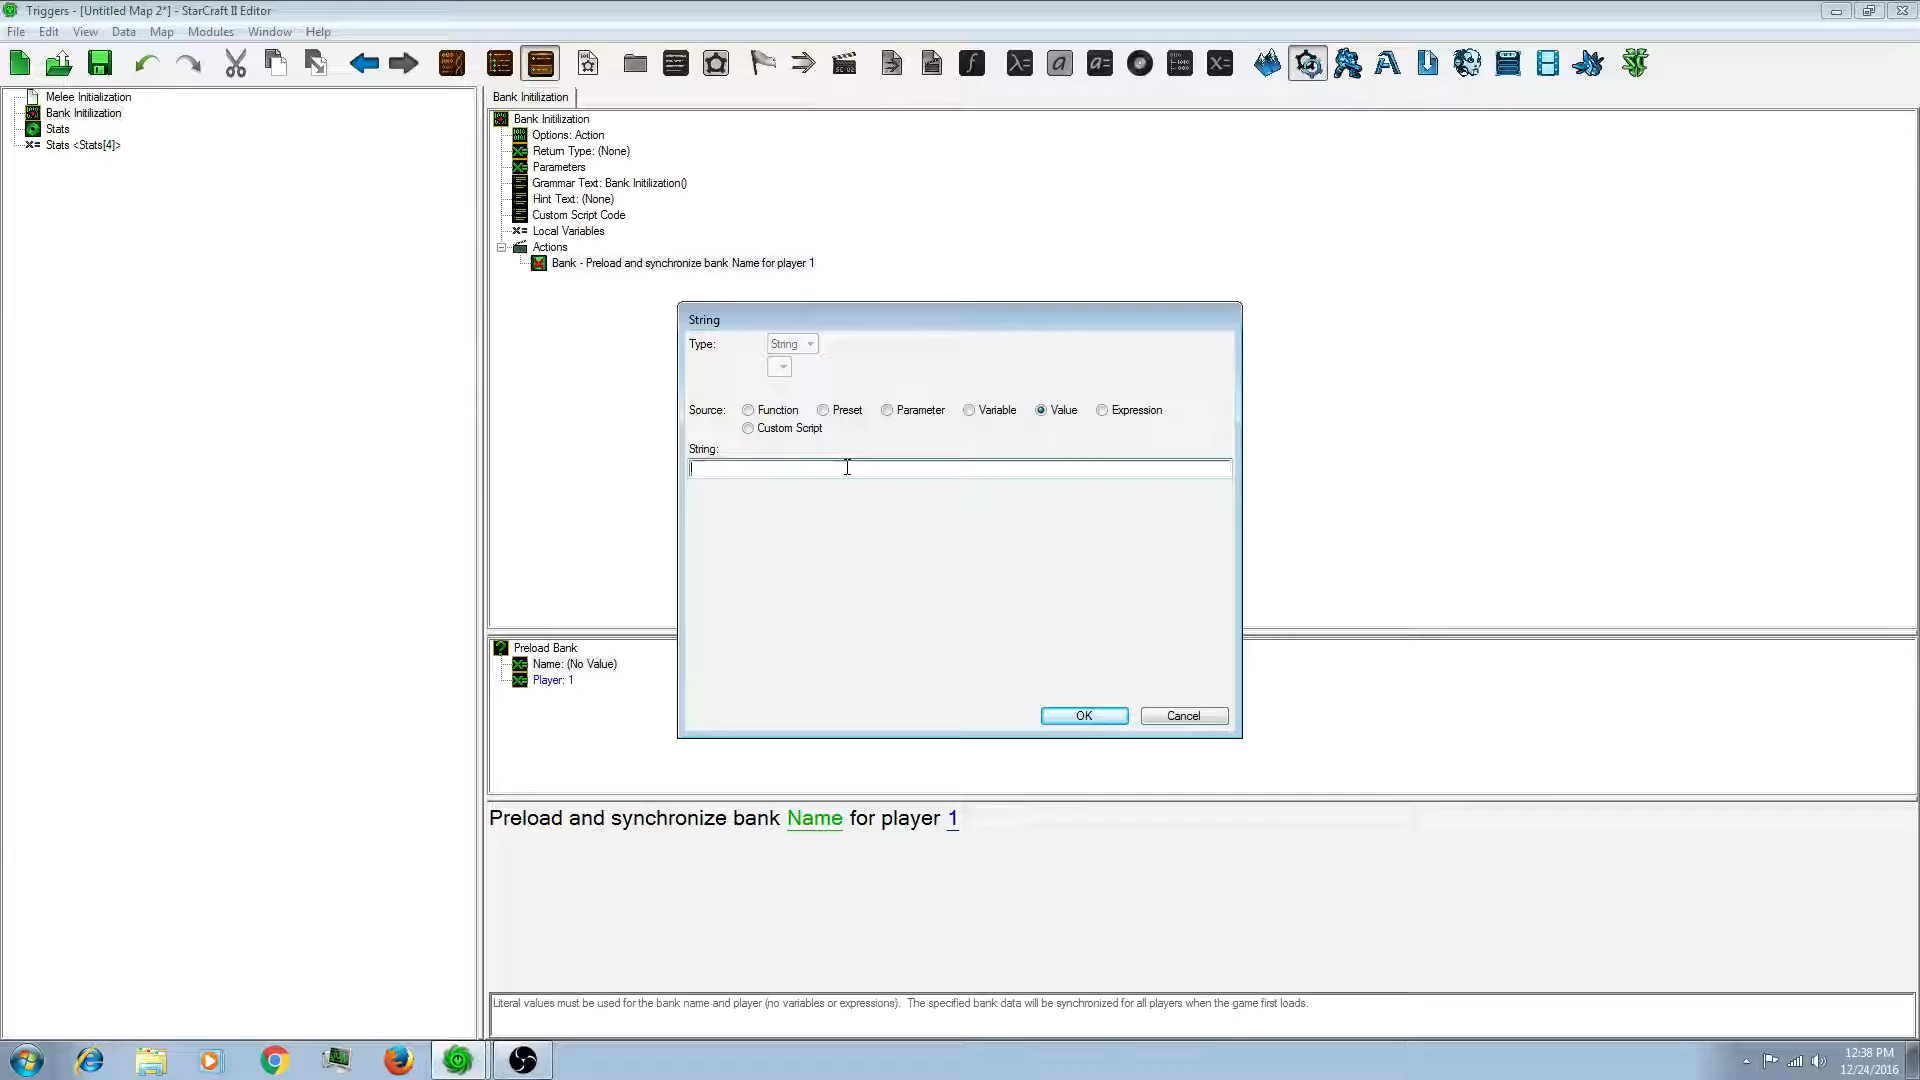 Triggers - [Untitled Map 2*] - StarCraft II Editor
File Edit View Data Map Modules Window Help
Melee Initialization
Bank Initilization
Stats
Stats <Stats[4]>
Bank Initilization
Bank Initilization
Options: Action
Return Type: (None)
Parameters
Grammar Text: Bank Initilization()
Hint Text: (None)
Custom Script Code
Local Variables
Actions
Bank - Preload and synchronize bank Name for player 1
String
Type: String
Source: Function Preset Parameter Variable Value Expression
Custom Script
String:
OK Cancel
Preload Bank
Name: (No Value)
Player: 1
Preload and synchronize bank Name for player 1
Literal values must be used for the bank name and player (no variables or expressions). The specified bank data will be synchronized for all players when the game first loads.
12:38 PM
12/24/2016